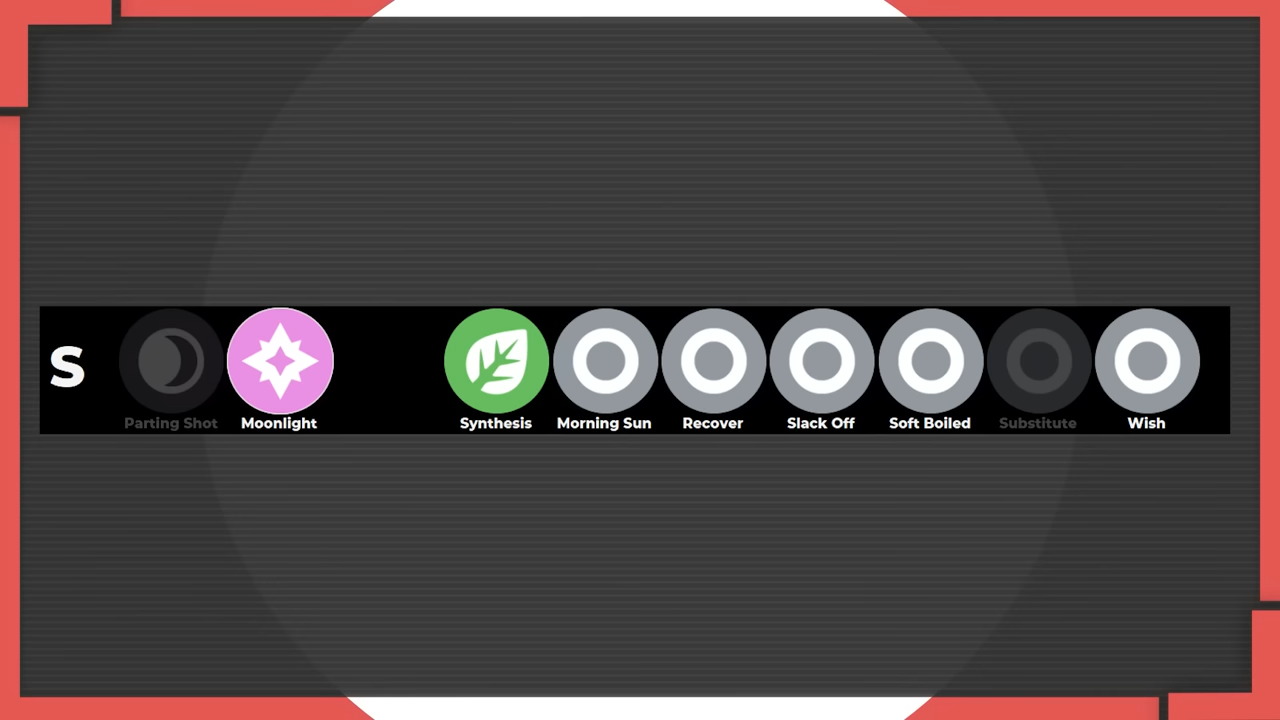 S
Parting Shot
Moonlight
Synthesis
Morning Sun
Recover
Slack Off
Soft Boiled
Substitute
Wish